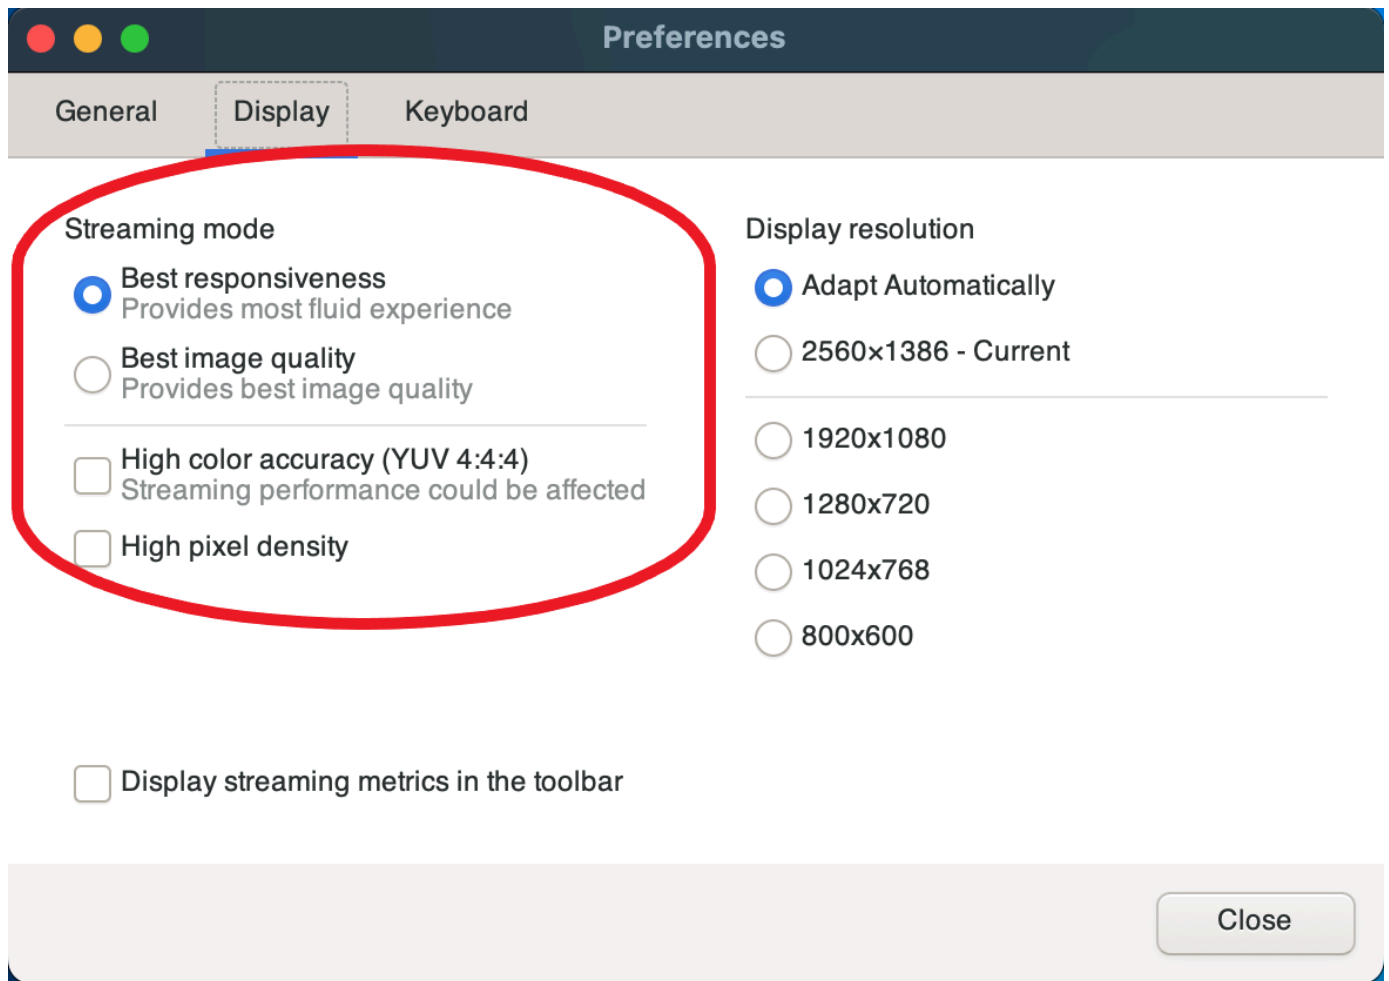 Preferences
General
Display
Keyboard
Streaming mode
Best responsiveness
Provides most fluid experience
Best image quality
Provides best image quality
High color accuracy (YUV 4:4:4)
Streaming performance could be affected
High pixel density
Display resolution
Adapt Automatically
2560×1386 - Current
1920x1080
1280x720
1024x768
800x600
Display streaming metrics in the toolbar
Close